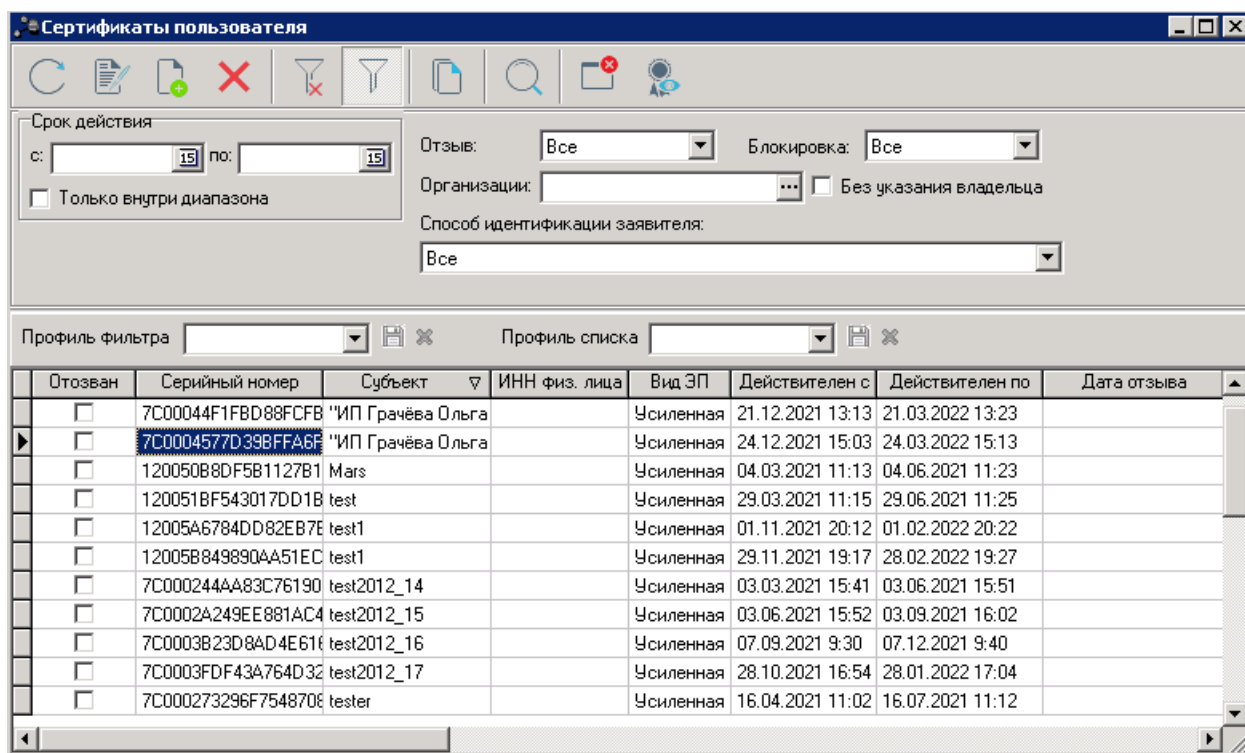 Сертификаты пользователя
Срок действия
с: 15 по: 15
Только внутри диапазона
Отзыв: Все Блокировка: Все
Организации: ... Без указания владельца
Способ идентификации заявителя:
Все
Профиль фильтра Профиль списка
Отозван Серийный номер Субъект ИНН физ. лица Вид ЭП Действителен с Действителен по Дата отзыва
7C00044F1FBD88FCFB "ИП Грачёва Ольга Усиленная 21.12.2021 13:13 21.03.2022 13:23
7C0004577D39BFFA6F "ИП Грачёва Ольга Усиленная 24.12.2021 15:03 24.03.2022 15:13
120050B8DF5B1127B1 Mars Усиленная 04.03.2021 11:13 04.06.2021 11:23
120051BF543017DD1B test Усиленная 29.03.2021 11:15 29.06.2021 11:25
12005A6784DD82EB7E test1 Усиленная 01.11.2021 20:12 01.02.2022 20:22
12005B849890AA51EC test1 Усиленная 29.11.2021 19:17 28.02.2022 19:27
7C000244AA83C76190 test2012_14 Усиленная 03.03.2021 15:41 03.06.2021 15:51
7C0002A249EE881AC4 test2012_15 Усиленная 03.06.2021 15:52 03.09.2021 16:02
7C0003B23D8AD4E616 test2012_16 Усиленная 07.09.2021 9:30 07.12.2021 9:40
7C0003FDF43A764D32 test2012_17 Усиленная 28.10.2021 16:54 28.01.2022 17:04
7C000273296F7548708 tester Усиленная 16.04.2021 11:02 16.07.2021 11:12